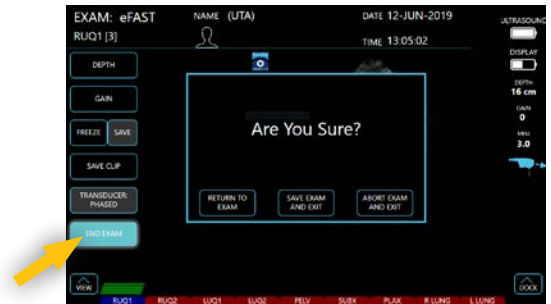 EXAM: eFAST
NAME (UTA)
DATE 12-JUN-2019
RUQ1 [3]
TIME 13:05:02
ULTRASOUND
DISPLAY
DEPTH
16 cm
GAIN
0
3.0
DEPTH
GAIN
FREEZE
SAVE
SAVE CLIP
TRANSDUCER:
PHASED
END EXAM
Are You Sure?
RETURN TO
EXAM
SAVE EXAM
AND EXIT
ABORT EXAM
AND EXIT
VIEW
DOCK
RUQ1 RUQ2 LUQ1 LUQ2 PELV SUBX PLAX R LUNG L LUNG